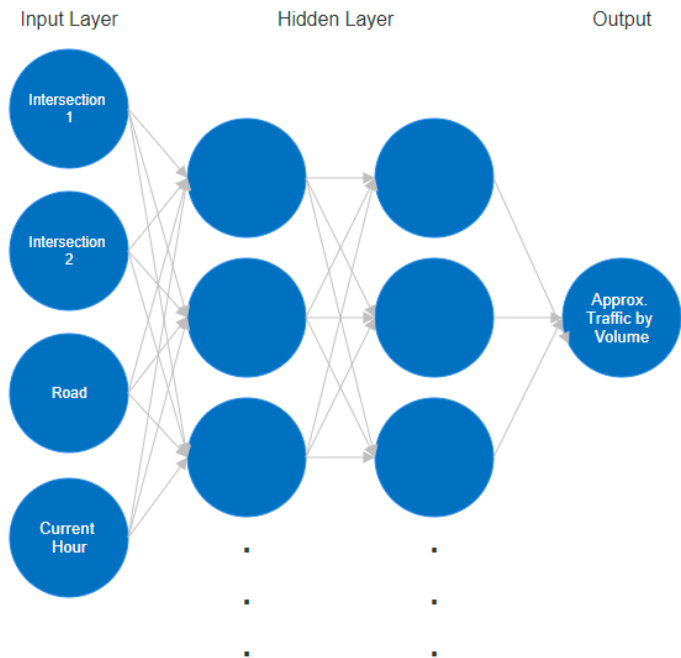 Input Layer
Hidden Layer
Output
Intersection
1
Intersection
2
Road
Current
Hour
Approx.
Traffic by
Volume